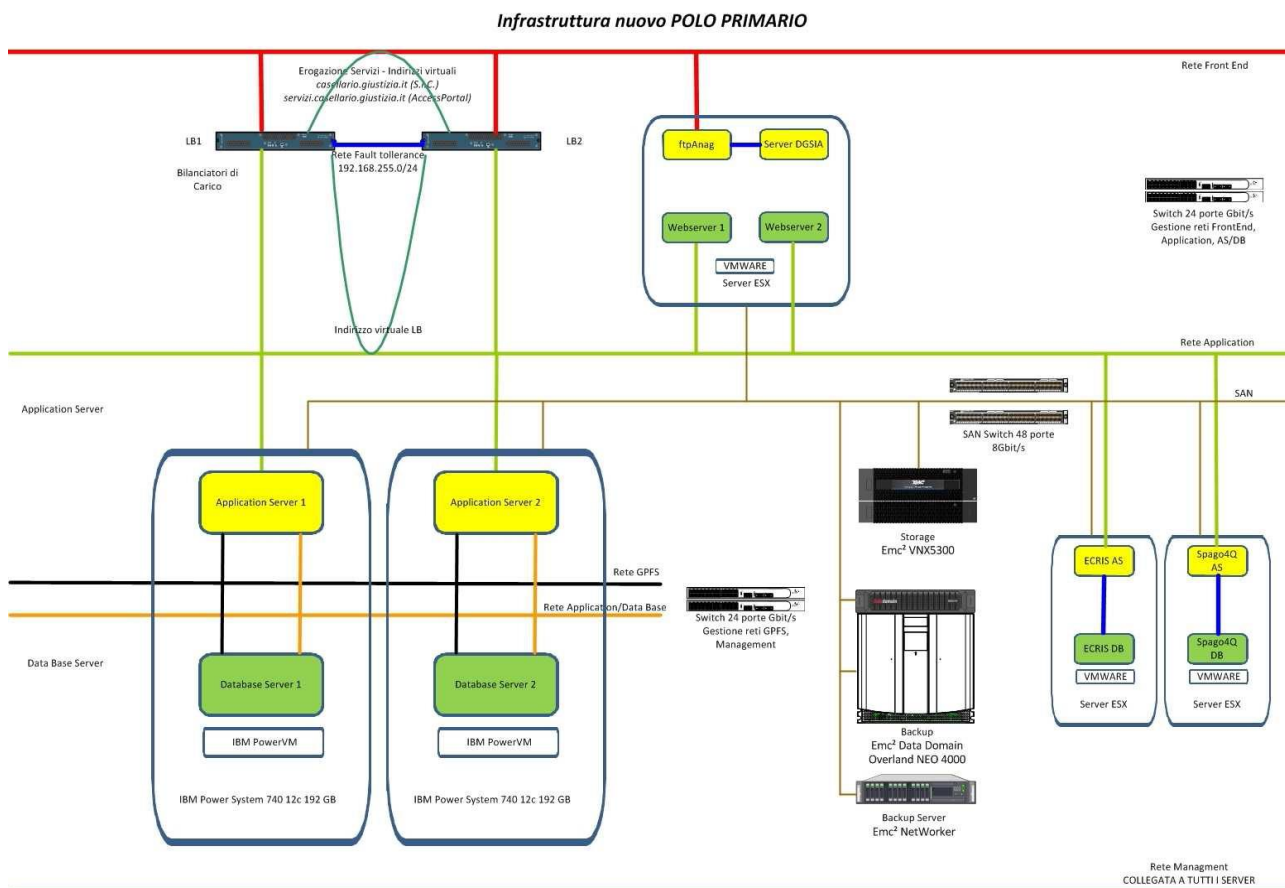 Infrastruttura nuovo POLO PRIMARIO
Rete Front End
Erogazione Servizi - Indirizzi virtuali
casellario.giustizia.it (S.I.C.)
servizi.casellario.giustizia.it (AccessPortal)
LB1
LB2
Rete Fault tollerance
192.168.255.0/24
Bilanciatori di
Carico
ftpAnag
Server DGSIA
Webserver 1
Webserver 2
VMWARE
Server ESX
Switch 24 porte Gbit/s
Gestione reti FrontEnd,
Application, AS/DB
Indirizzo virtuale LB
Rete Application
Application Server
SAN
SAN Switch 48 porte
8Gbit/s
Application Server 1
Application Server 2
Storage
Emc² VNX5300
Rete GPFS
Rete Application/Data Base
Switch 24 porte Gbit/s
Gestione reti GPFS,
Management
ECRIS AS
Spago4Q
AS
Data Base Server
Database Server 1
Database Server 2
ECRIS DB
Spago4Q
DB
VMWARE
VMWARE
Server ESX
Server ESX
IBM PowerVM
IBM PowerVM
Backup
Emc² Data Domain
Overland NEO 4000
IBM Power System 740 12c 192 GB
IBM Power System 740 12c 192 GB
Backup Server
Emc² NetWorker
Rete Managment
COLLEGATA A TUTTI I SERVER